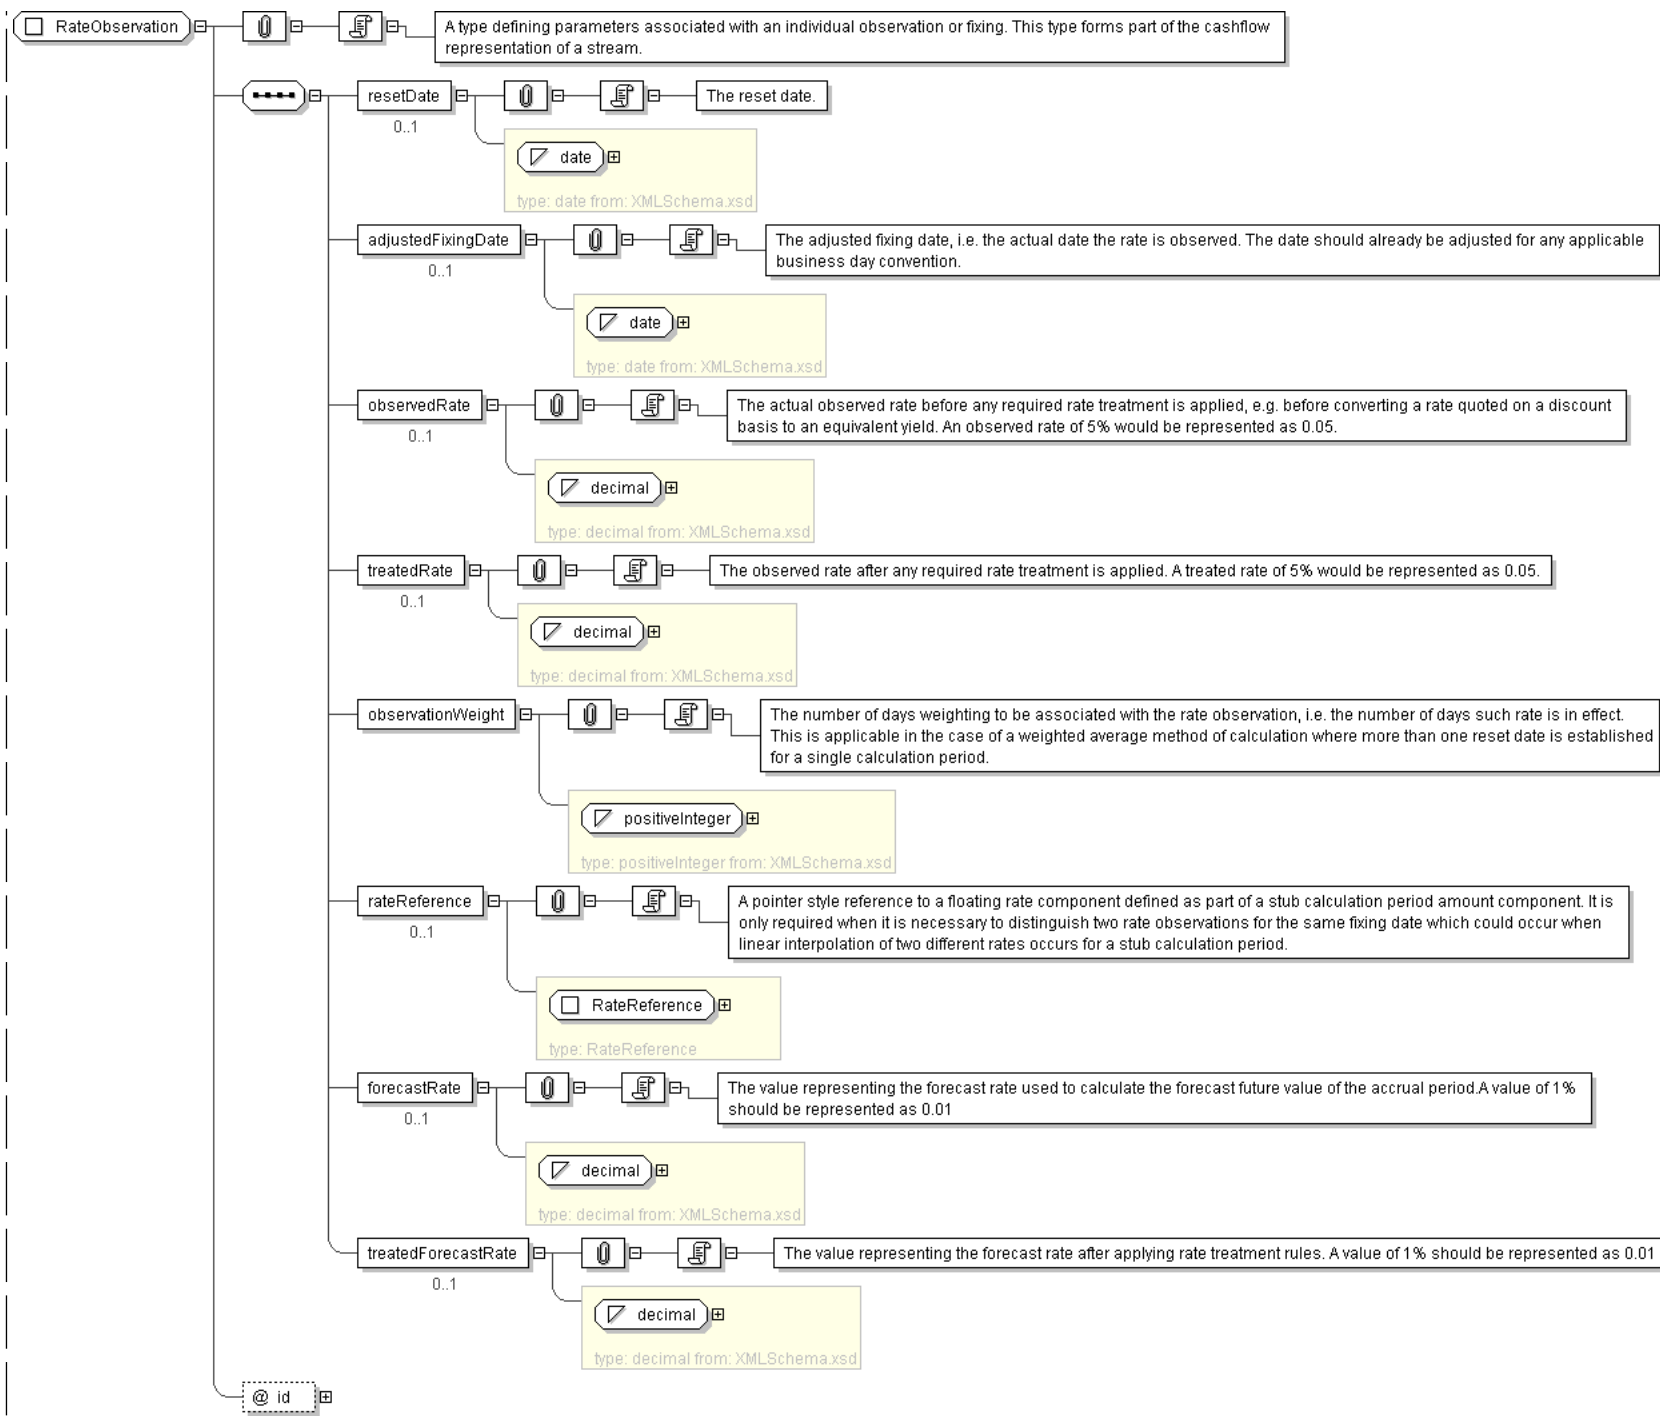 RateObservation
A type defining parameters associated with an individual observation or fixing. This type forms part of the cashflow
representation of a stream.
resetDate
The reset date.
0..1
date
type: date from: XMLSchema.xsd
adjustedFixingDate
The adjusted fixing date, i.e. the actual date the rate is observed. The date should already be adjusted for any applicable
business day convention.
0..1
date
type: date from: XMLSchema.xsd
observedRate
The actual observed rate before any required rate treatment is applied, e.g. before converting a rate quoted on a discount
basis to an equivalent yield. An observed rate of 5% would be represented as 0.05.
0..1
decimal
type: decimal from: XMLSchema.xsd
treatedRate
The observed rate after any required rate treatment is applied. A treated rate of 5% would be represented as 0.05.
0..1
decimal
type: decimal from: XMLSchema.xsd
observationWeight
The number of days weighting to be associated with the rate observation, i.e. the number of days such rate is in effect.
This is applicable in the case of a weighted average method of calculation where more than one reset date is established
for a single calculation period.
positiveInteger
type: positiveInteger from: XMLSchema.xsd
rateReference
A pointer style reference to a floating rate component defined as part of a stub calculation period amount component. It is
only required when it is necessary to distinguish two rate observations for the same fixing date which could occur when
linear interpolation of two different rates occurs for a stub calculation period.
0..1
RateReference
type: RateReference
forecastRate
The value representing the forecast rate used to calculate the forecast future value of the accrual period.A value of 1%
should be represented as 0.01
0..1
decimal
type: decimal from: XMLSchema.xsd
treatedForecastRate
The value representing the forecast rate after applying rate treatment rules. A value of 1% should be represented as 0.01
0..1
decimal
type: decimal from: XMLSchema.xsd
@ id